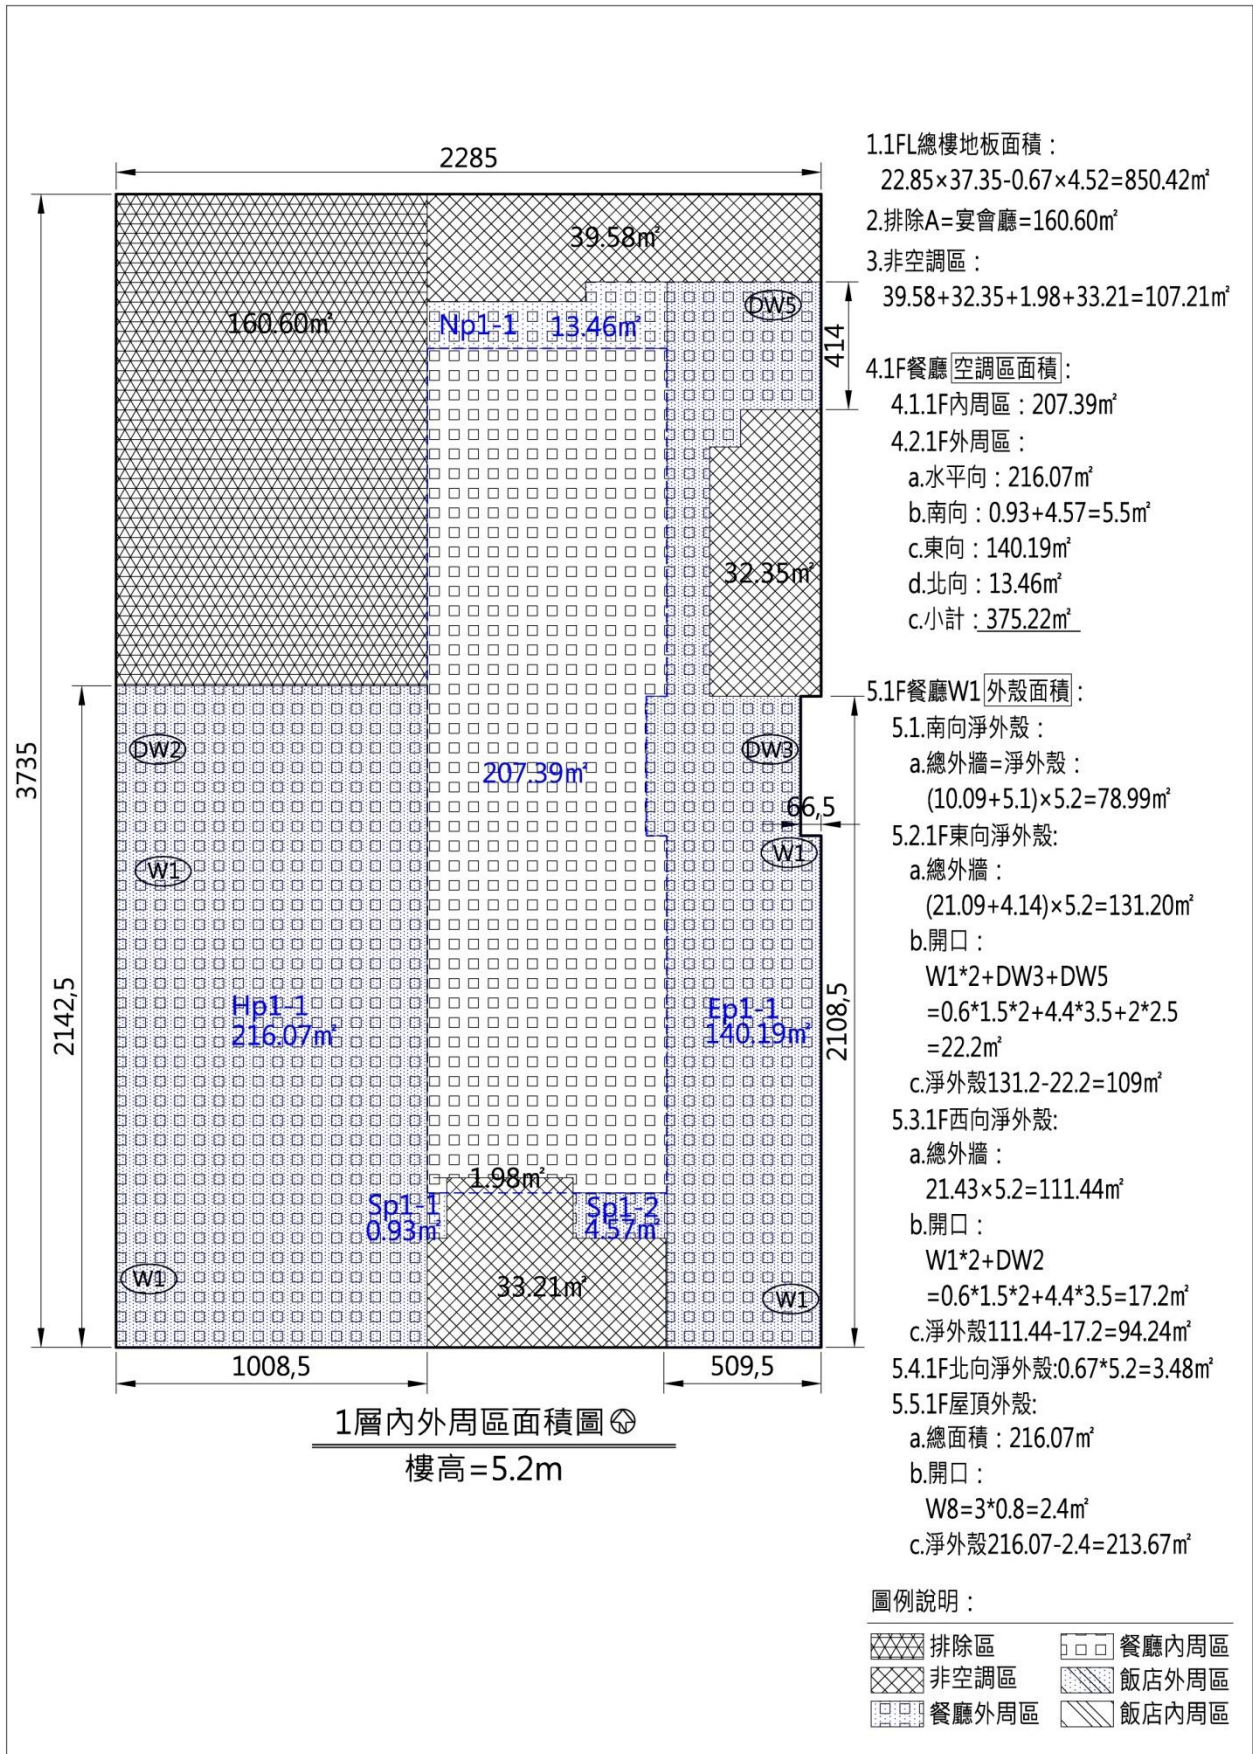 2285
3735
160.60㎡
39.58㎡
Np1-1 13.46㎡
DW5
414
32.35㎡
DW2
DW3
207.39㎡
66,5
W1
W1
2142,5
2108,5
Hp1-1
216.07㎡
Ep1-1
140.19㎡
1.98㎡
Sp1-1
0.93㎡
Sp1-2
4.57㎡
33.21㎡
W1
W1
1008,5
509,5
1層內外周區面積圖
樓高=5.2m
1.1FL總樓地板面積：
22.85×37.35-0.67×4.52=850.42㎡
2.排除A=宴會廳=160.60㎡
3.非空調區：
39.58+32.35+1.98+33.21=107.21㎡
4.1F餐廳空調區面積：
4.1.1F內周區：207.39㎡
4.2.1F外周區：
a.水平向：216.07㎡
b.南向：0.93+4.57=5.5㎡
c.東向：140.19㎡
d.北向：13.46㎡
c.小計：375.22㎡
5.1F餐廳W1外殼面積：
5.1.南向淨外殼：
a.總外牆=淨外殼：
(10.09+5.1)×5.2=78.99㎡
5.2.1F東向淨外殼:
a.總外牆：
(21.09+4.14)×5.2=131.20㎡
b.開口：
W1*2+DW3+DW5
=0.6*1.5*2+4.4*3.5+2*2.5
=22.2㎡
c.淨外殼131.2-22.2=109㎡
5.3.1F西向淨外殼:
a.總外牆：
21.43×5.2=111.44㎡
b.開口：
W1*2+DW2
=0.6*1.5*2+4.4*3.5=17.2㎡
c.淨外殼111.44-17.2=94.24㎡
5.4.1F北向淨外殼:0.67*5.2=3.48㎡
5.5.1F屋頂外殼:
a.總面積：216.07㎡
b.開口：
W8=3*0.8=2.4㎡
c.淨外殼216.07-2.4=213.67㎡
圖例說明：
排除區 餐廳內周區
非空調區 飯店外周區
餐廳外周區 飯店內周區